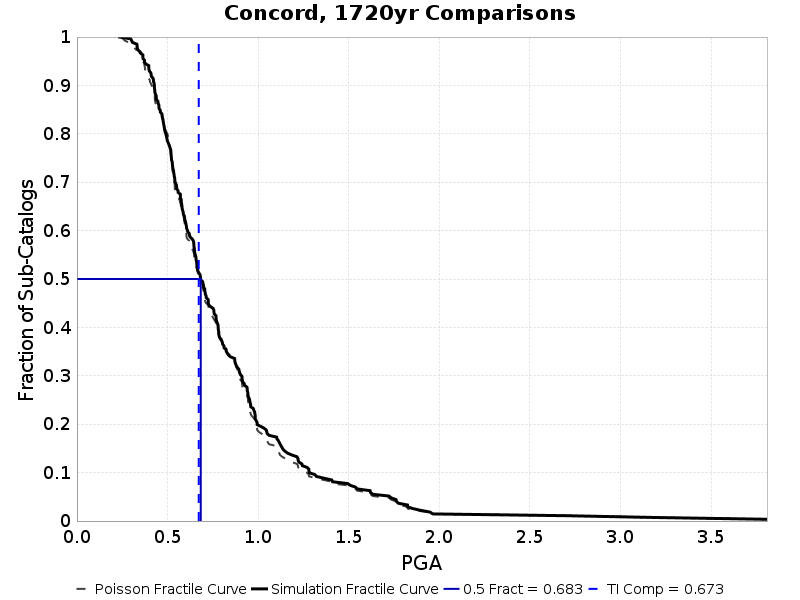 Concord, 1720yr Comparisons
1
0.9
0.8
0.7
0.6
0.5
0.4
0.3
0.2
0.1
0
Fraction of Sub-Catalogs
0.0 0.5 1.0 1.5 2.0 2.5 3.0 3.5
PGA
Poisson Fractile Curve Simulation Fractile Curve 0.5 Fract = 0.683 TI Comp = 0.673